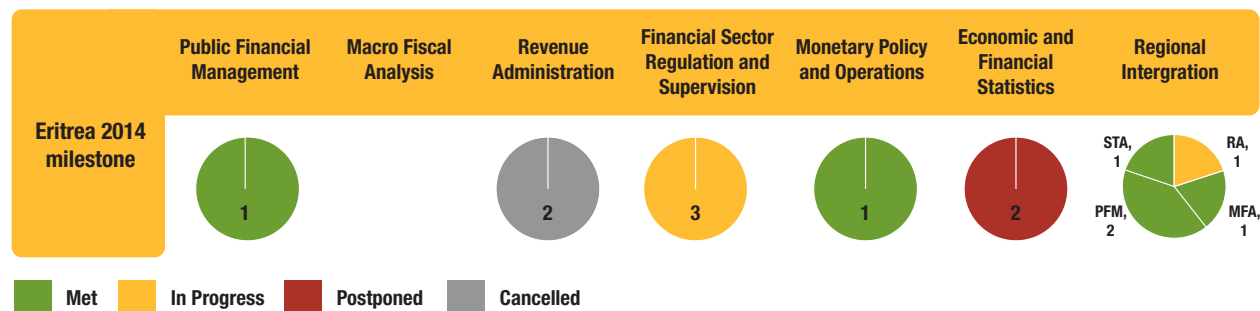 Public Financial
Management
Macro Fiscal
Analysis
Revenue
Administration
Financial Sector
Regulation and
Supervision
Monetary Policy
and Operations
Economic and
Financial
Statistics
Regional
Intergration
Eritrea 2014
milestone
1
2
3
1
2
STA,
1
RA,
1
PFM,
2
MFA,
1
Met
In Progress
Postponed
Cancelled